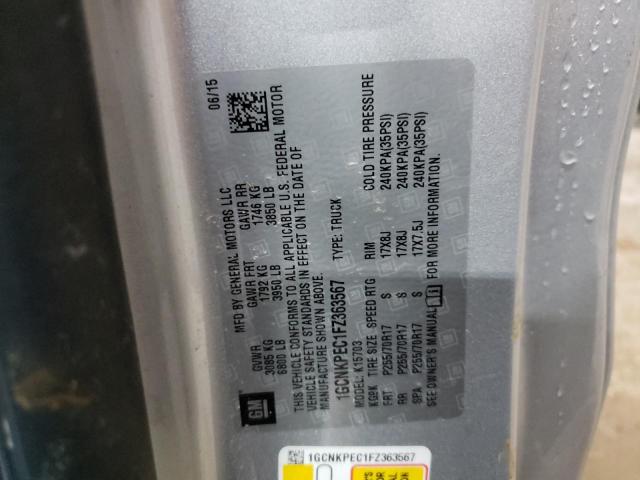 GM
MFD BY GENERAL MOTORS LLC
06/15
GVWR GAWR FRT GAWR RR
3085 KG 1792 KG 1746 KG
6800 LB 3950 LB 3850 LB
THIS VEHICLE CONFORMS TO ALL APPLICABLE U.S. FEDERAL MOTOR
VEHICLE SAFETY STANDARDS IN EFFECT ON THE DATE OF
MANUFACTURE SHOWN ABOVE.
1GCNKPEC1FZ363567 TYPE: TRUCK
MODEL: K15703
KG9K TIRE SIZE SPEED RTG RIM COLD TIRE PRESSURE
FRT P255/70R17 S 17X8J 240KPA(35PSI)
RR P255/70R17 S 17X8J 240KPA(35PSI)
SPA P255/70R17 S 17X7.5J 240KPA(35PSI)
SEE OWNER'S MANUAL FOR MORE INFORMATION.
1GCNKPEC1FZ363567